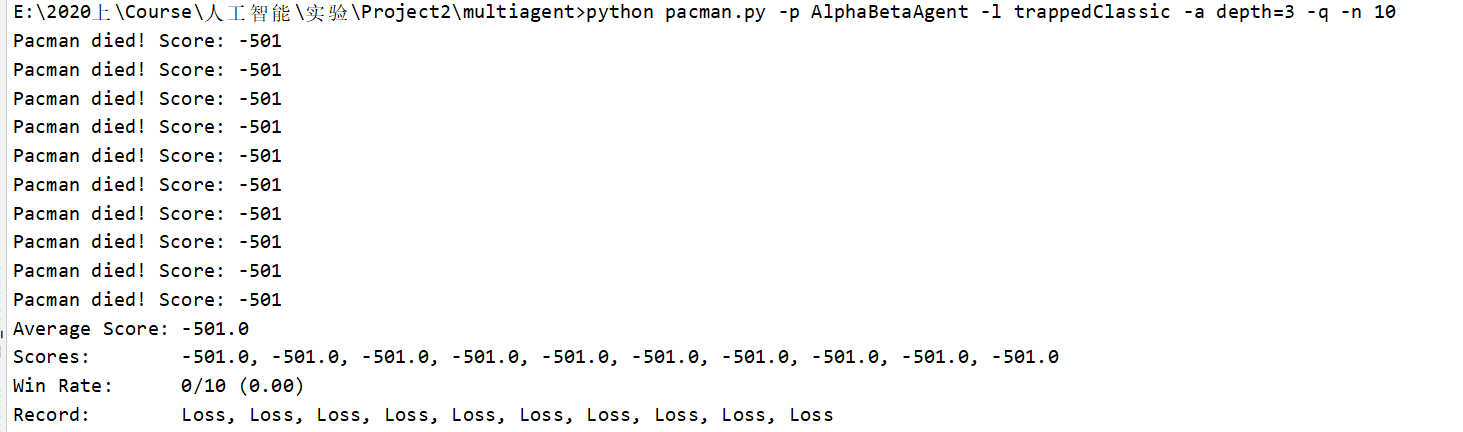 E:\2020上\Course\人工智能\实验\Project2\multiagent>python pacman.py -p AlphaBetaAgent -l trappedClassic -a depth=3 -q -n 10
Pacman died! Score: -501
Pacman died! Score: -501
Pacman died! Score: -501
Pacman died! Score: -501
Pacman died! Score: -501
Pacman died! Score: -501
Pacman died! Score: -501
Pacman died! Score: -501
Pacman died! Score: -501
Pacman died! Score: -501
Average Score: -501.0
Scores:        -501.0, -501.0, -501.0, -501.0, -501.0, -501.0, -501.0, -501.0, -501.0, -501.0
Win Rate:      0/10 (0.00)
Record:        Loss, Loss, Loss, Loss, Loss, Loss, Loss, Loss, Loss, Loss